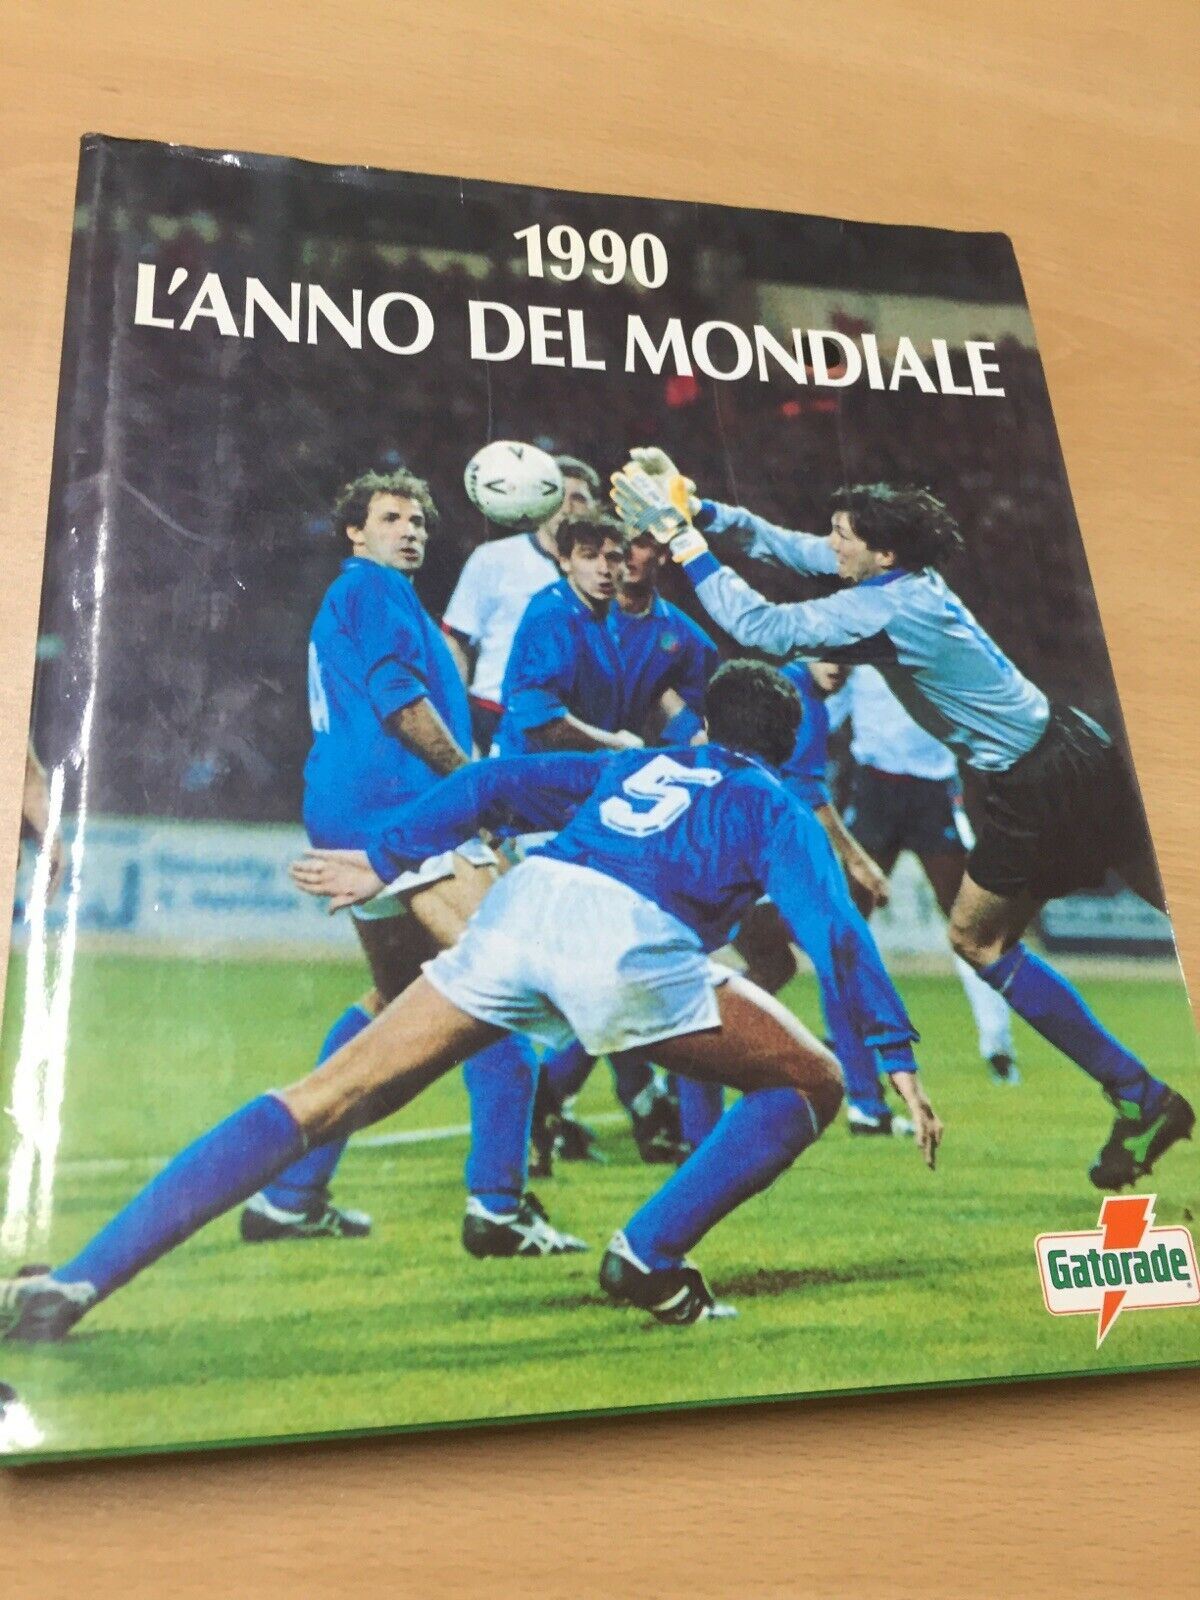 1990
L'ANNO DEL MONDIALE
5
Gatorade